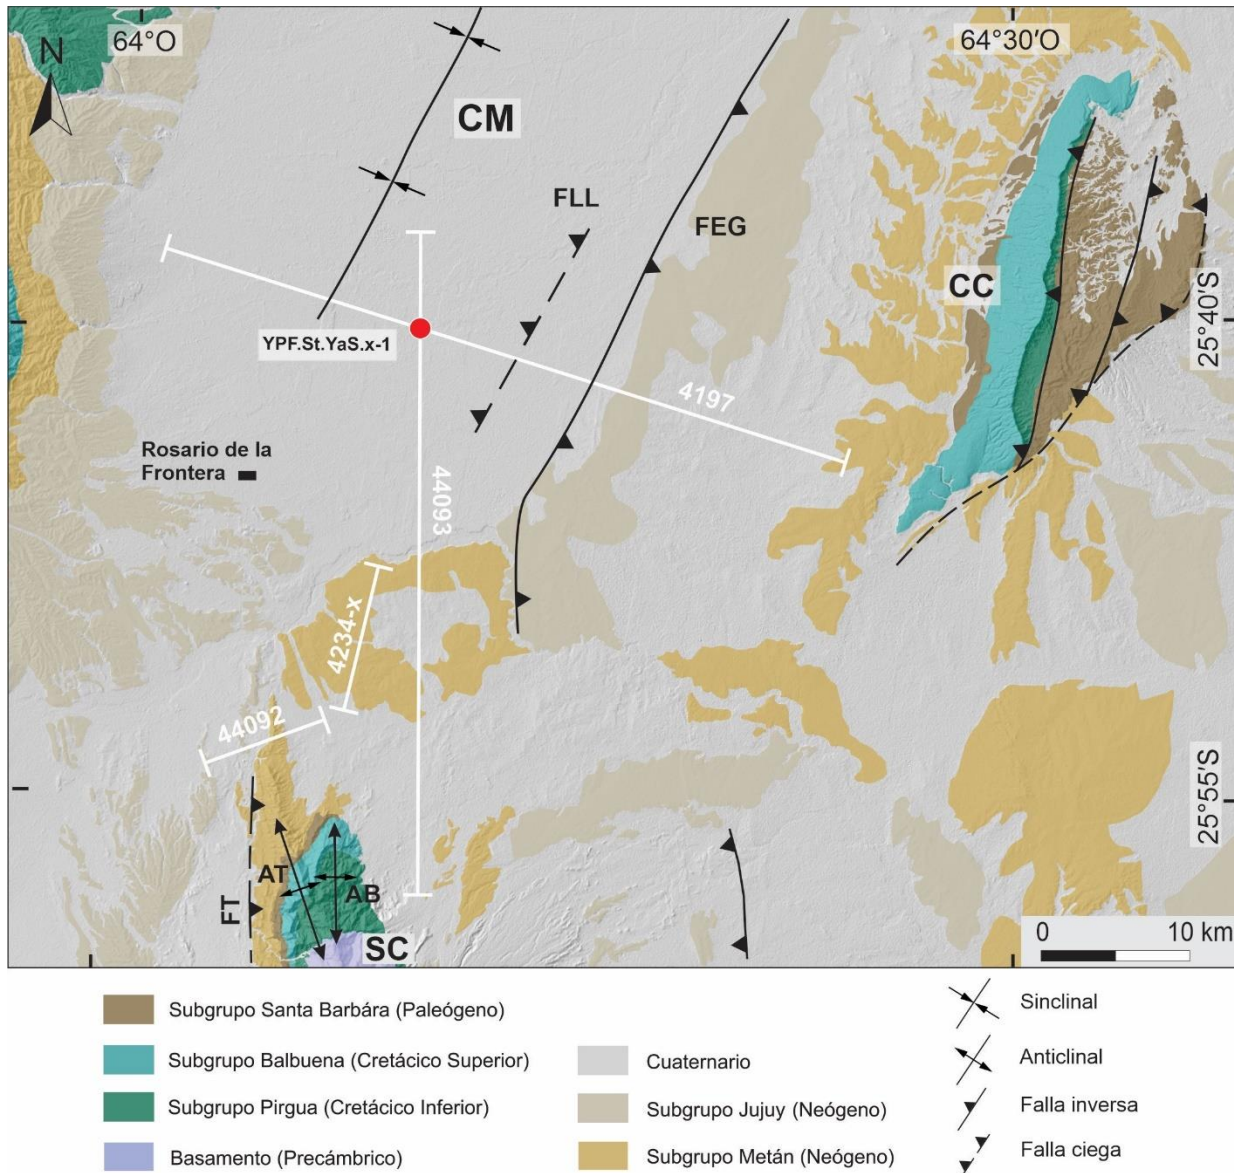 64°O
64°30′O
N
CM
FLL
FEG
CC
25°40′S
YPF.St.YaS.x-1
4197
Rosario de la
Frontera
44093
4234-x
44092
25°55′S
AT
AB
FT
SC
0 10 km
Subgrupo Santa Barbára (Paleógeno)
Subgrupo Balbuena (Cretácico Superior)
Subgrupo Pirgua (Cretácico Inferior)
Basamento (Precámbrico)
Cuaternario
Subgrupo Jujuy (Neógeno)
Subgrupo Metán (Neógeno)
Sinclinal
Anticlinal
Falla inversa
Falla ciega